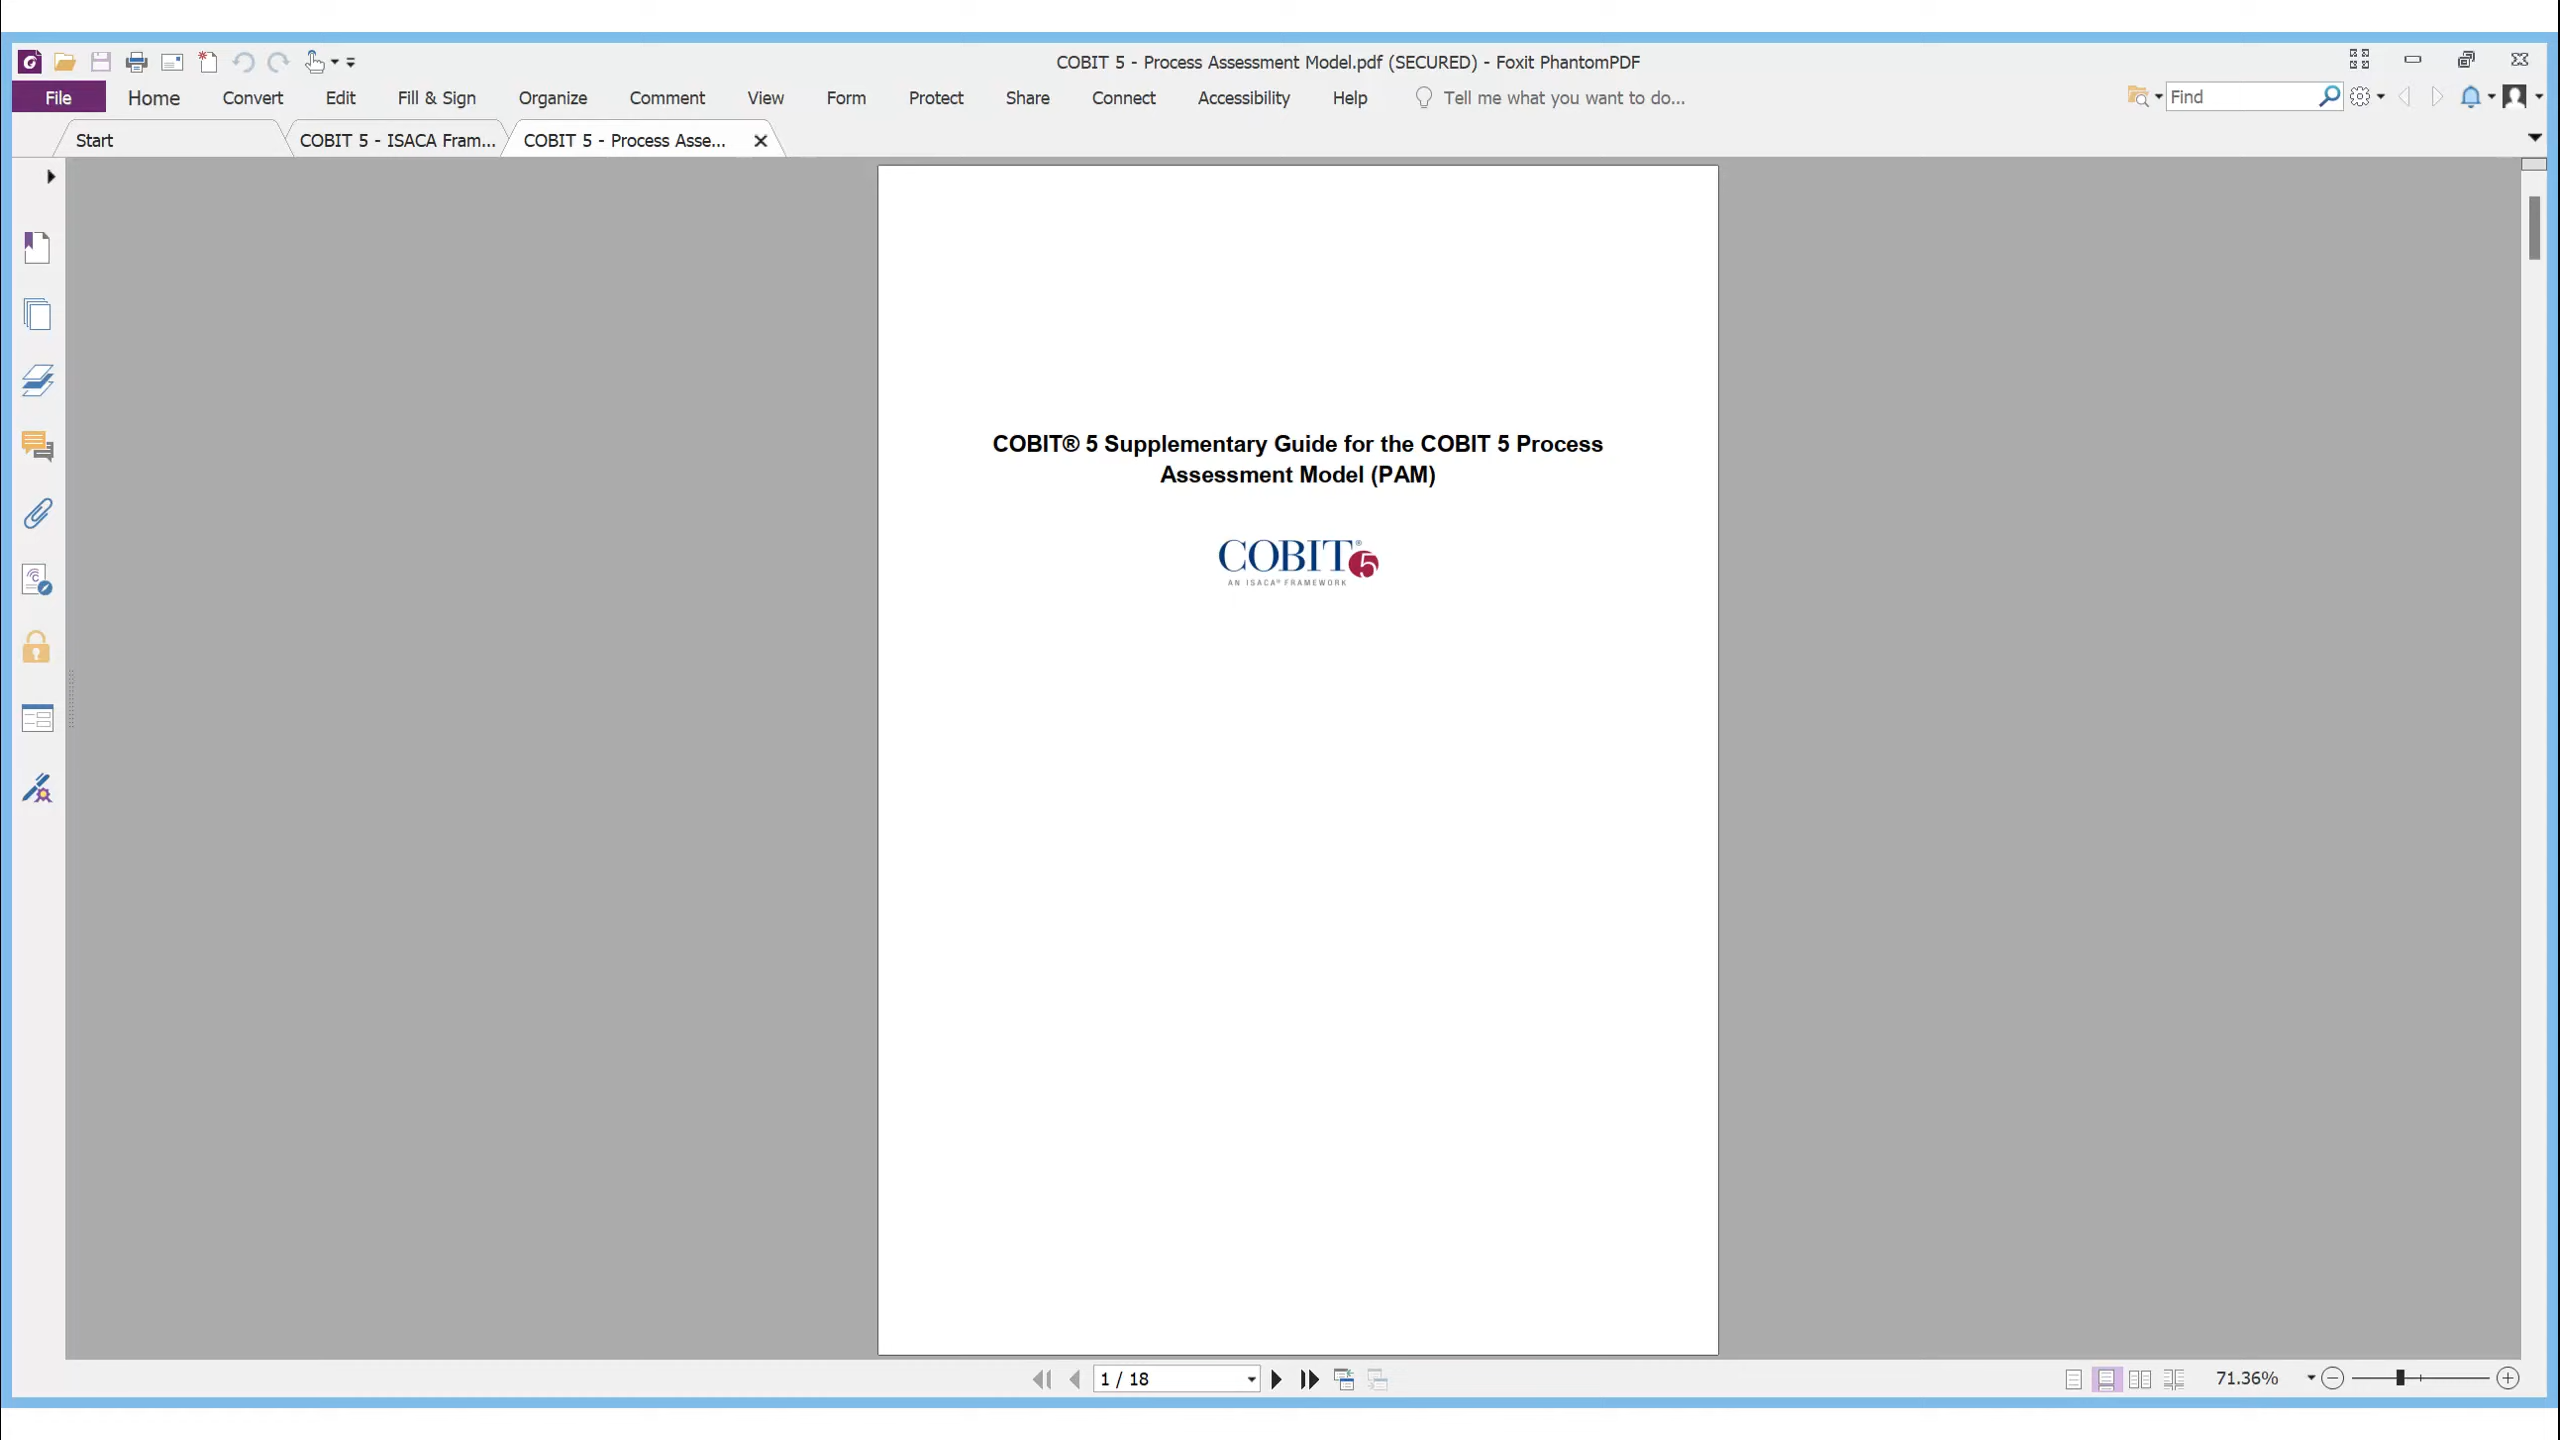 COBIT 5 - Process Assessment Model.pdf (SECURED) - Foxit PhantomPDF
File Home Convert Edit Fill & Sign Organize Comment View Form Protect Share Connect Accessibility Help Tell me what you want to do... Find
Start COBIT 5 - ISACA Fram... COBIT 5 - Process Asse...
COBIT® 5 Supplementary Guide for the COBIT 5 Process
Assessment Model (PAM)
COBIT® 5
AN ISACA® FRAMEWORK
1 / 18 71.36%